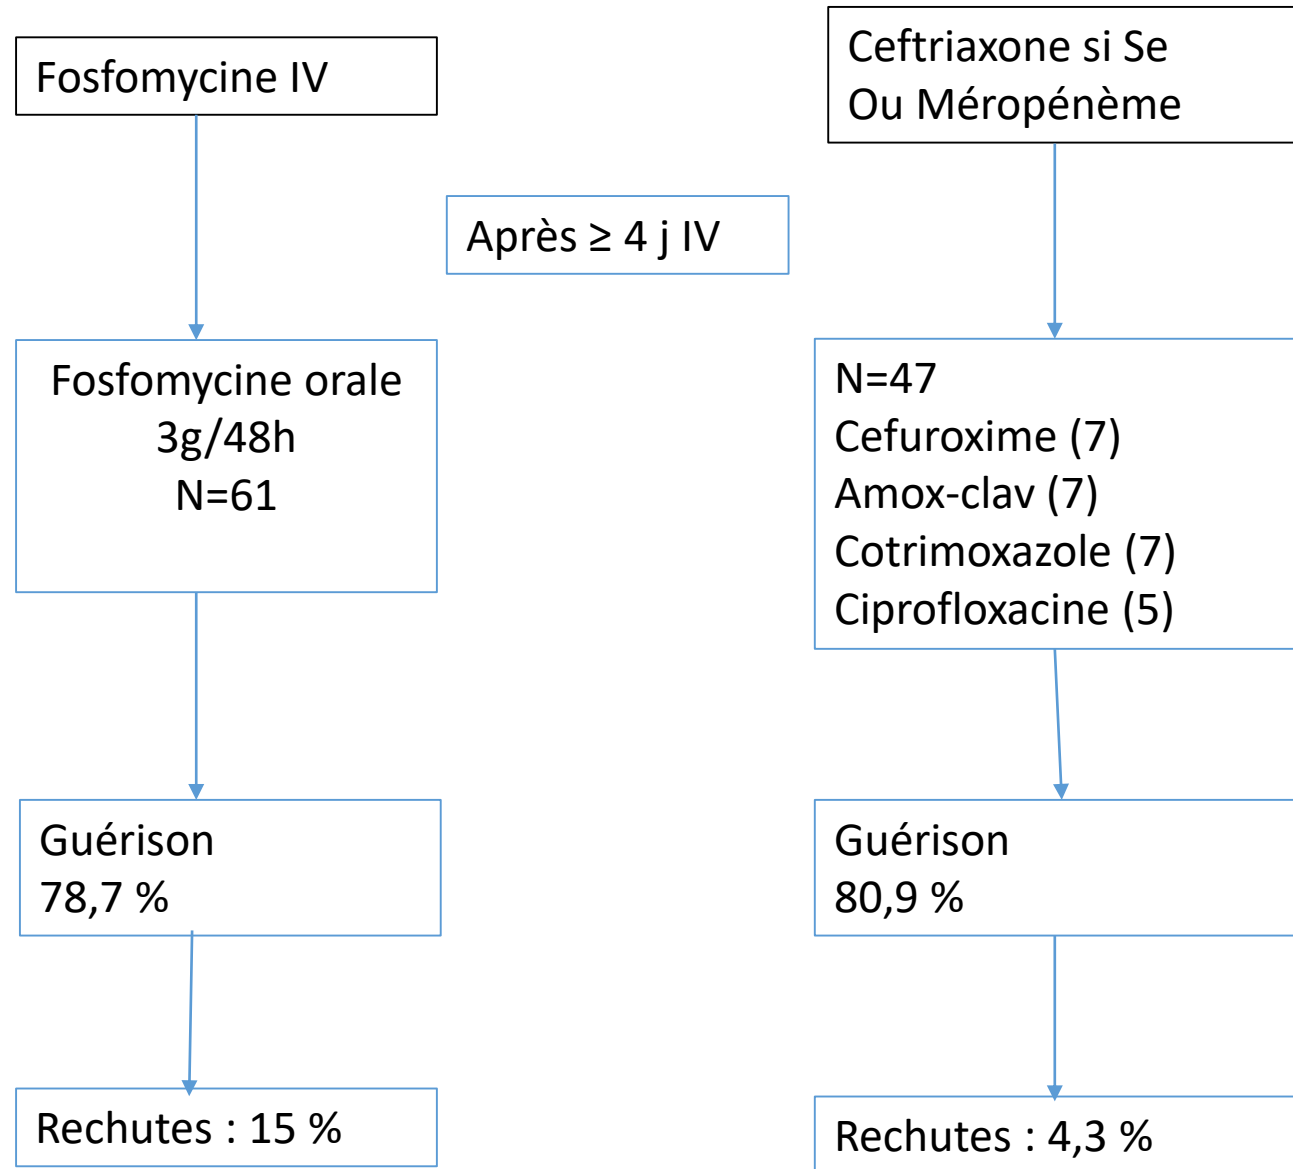 Fosfomycine IV
Ceftriaxone si Se
Ou Méropénème
Après ≥ 4 j IV
Fosfomycine orale
3g/48h
N=61
N=47
Cefuroxime (7)
Amox-clav (7)
Cotrimoxazole (7)
Ciprofloxacine (5)
Guérison
78,7 %
Guérison
80,9 %
Rechutes : 15 %
Rechutes : 4,3 %